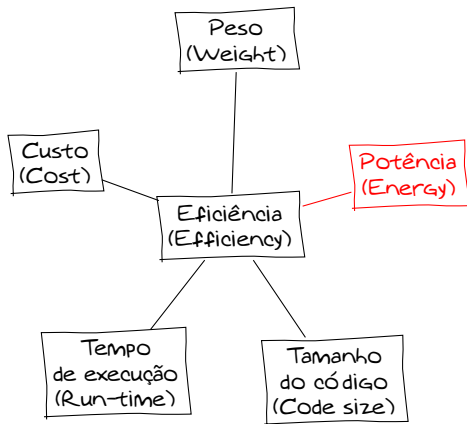 Peso
(Weight)
Custo
(Cost)
Potência
(Energy)
Eficiência
(Efficiency)
Tempo
de execução
(Run-time)
Tamanho
do código
(Code size)